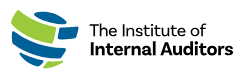 The Institute of
Internal Auditors